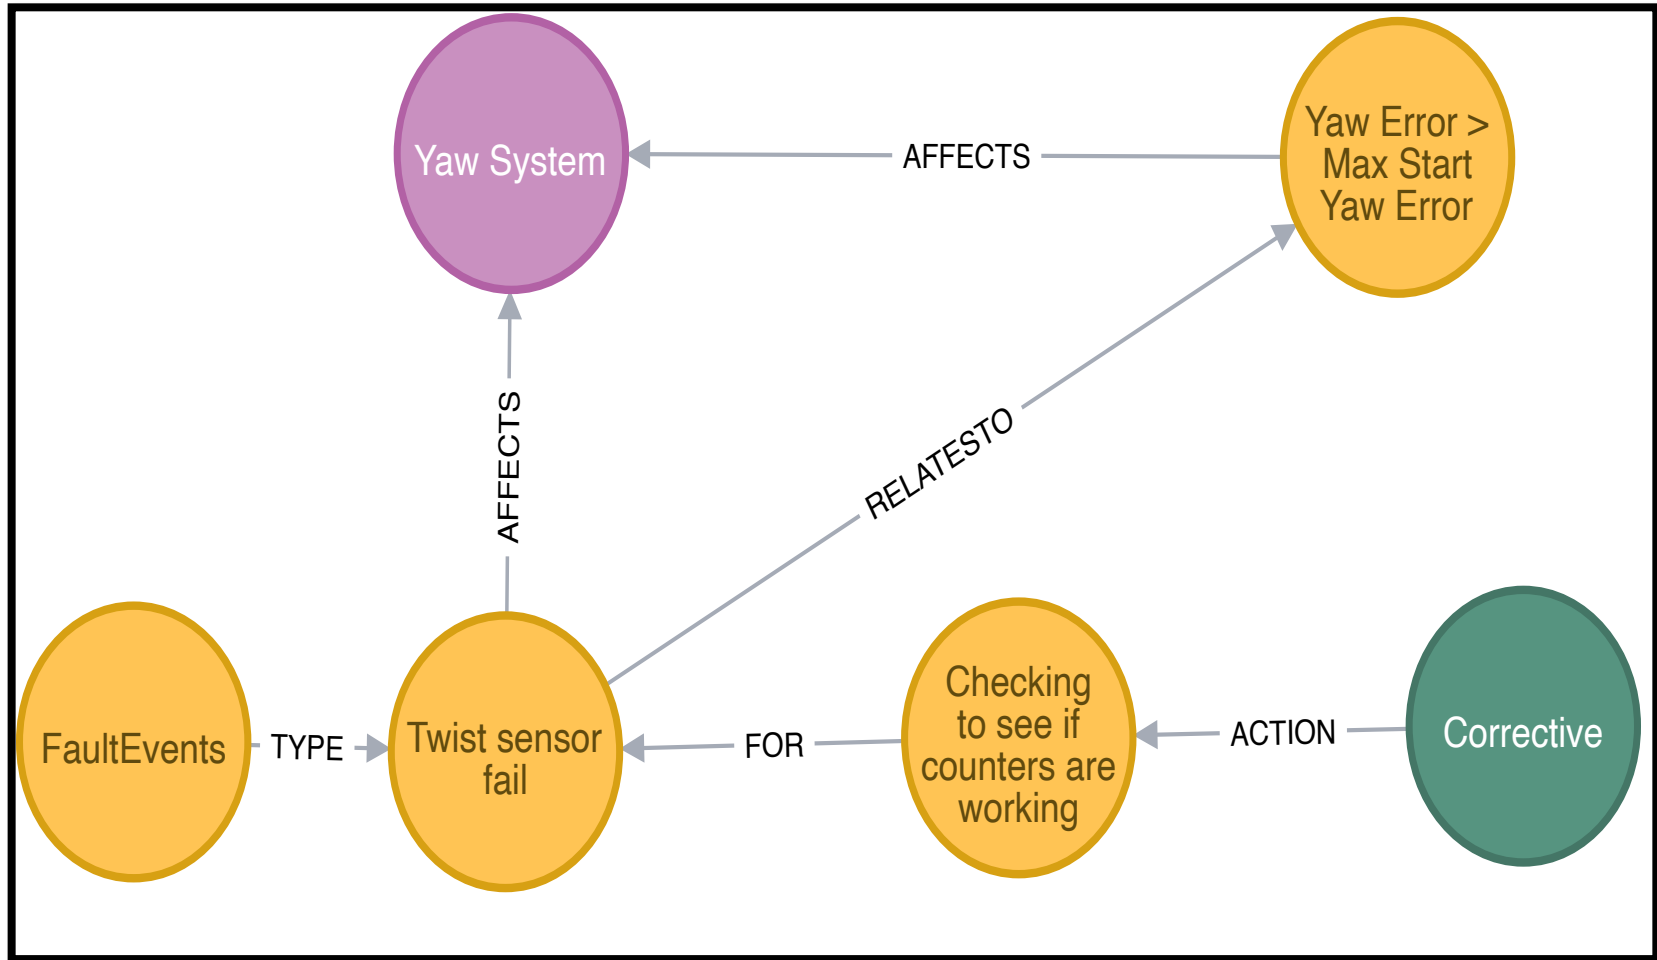 Yaw System
AFFECTS
Yaw Error >
Max Start
Yaw Error
AFFECTS
RELATESTO
FaultEvents
TYPE
Twist sensor
fail
FOR
Checking
to see if
counters are
working
ACTION
Corrective